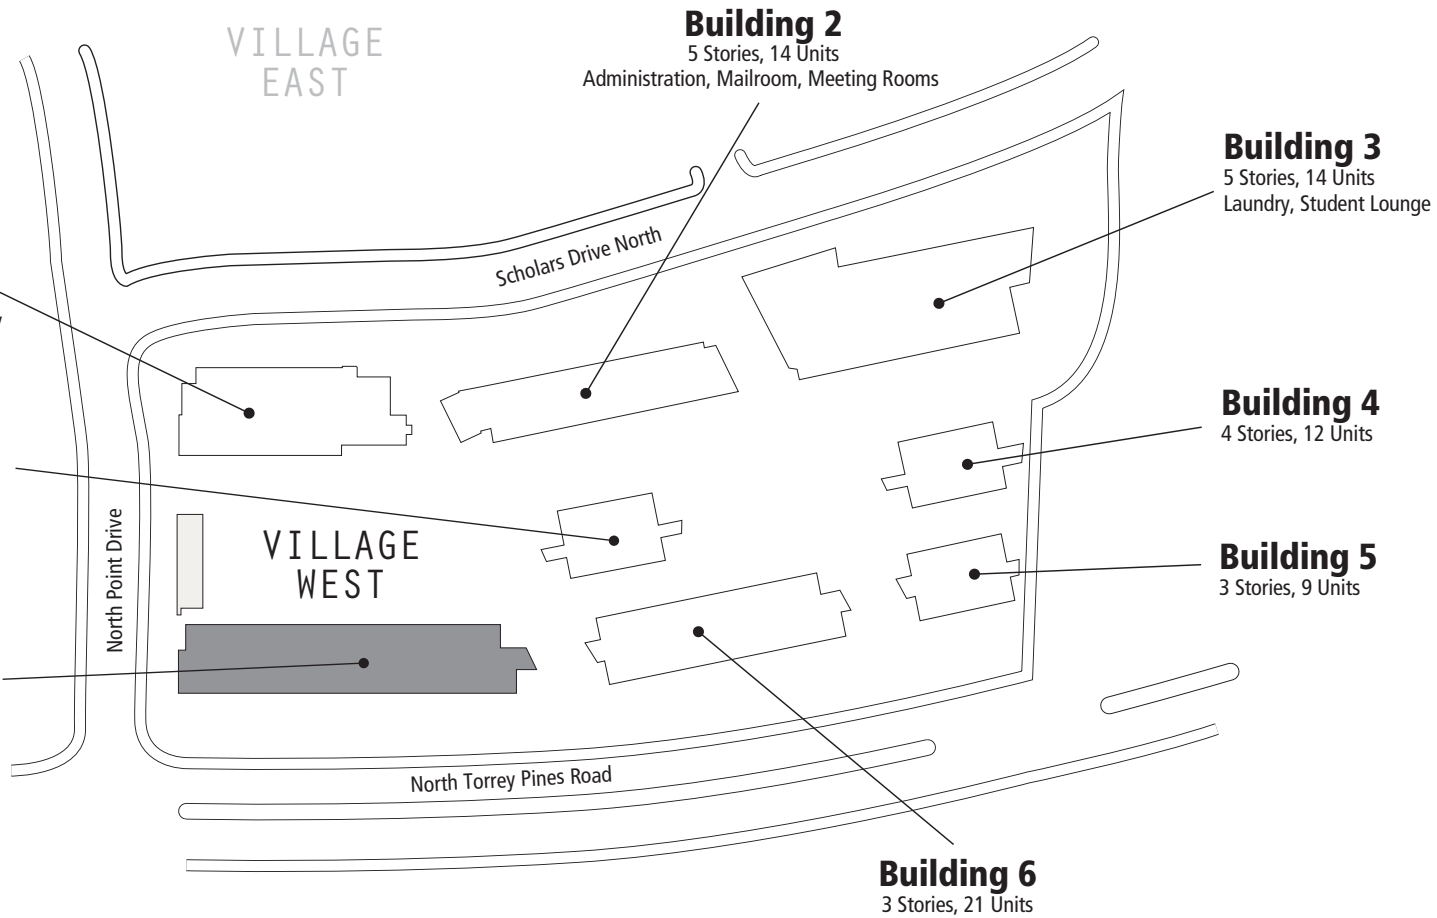 VILLAGE
EAST
Building 2
5 Stories, 14 Units
Administration, Mailroom, Meeting Rooms
Building 3
5 Stories, 14 Units
Laundry, Student Lounge
Scholars Drive North
Building 4
4 Stories, 12 Units
North Point Drive
VILLAGE
WEST
Building 5
3 Stories, 9 Units
North Torrey Pines Road
Building 6
3 Stories, 21 Units